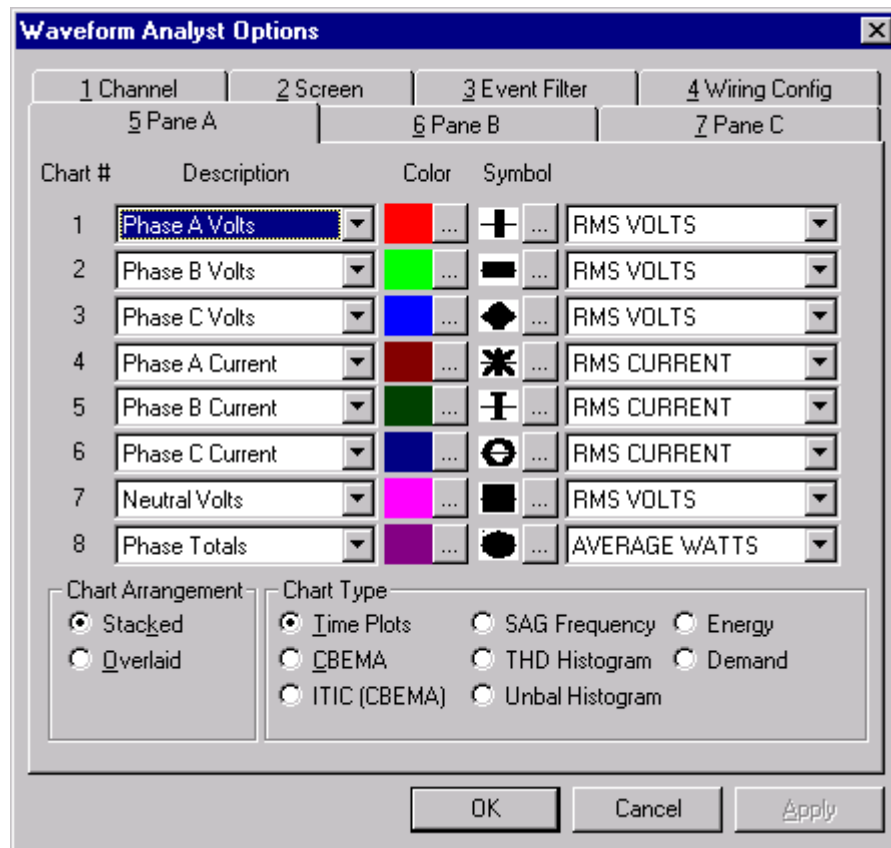 Waveform Analyst Options
1 Channel 2 Screen 3 Event Filter 4 Wiring Config
5 Pane A 6 Pane B 7 Pane C
Chart # Description Color Symbol
1 Phase A Volts ... ... RMS VOLTS
2 Phase B Volts ... ... RMS VOLTS
3 Phase C Volts ... ... RMS VOLTS
4 Phase A Current ... ... RMS CURRENT
5 Phase B Current ... ... RMS CURRENT
6 Phase C Current ... ... RMS CURRENT
7 Neutral Volts ... ... RMS VOLTS
8 Phase Totals ... ... AVERAGE WATTS
Chart Arrangement Chart Type
Stacked Time Plots SAG Frequency Energy
Overlaid CBEMA THD Histogram Demand
ITIC (CBEMA) Unbal Histogram
OK Cancel Apply